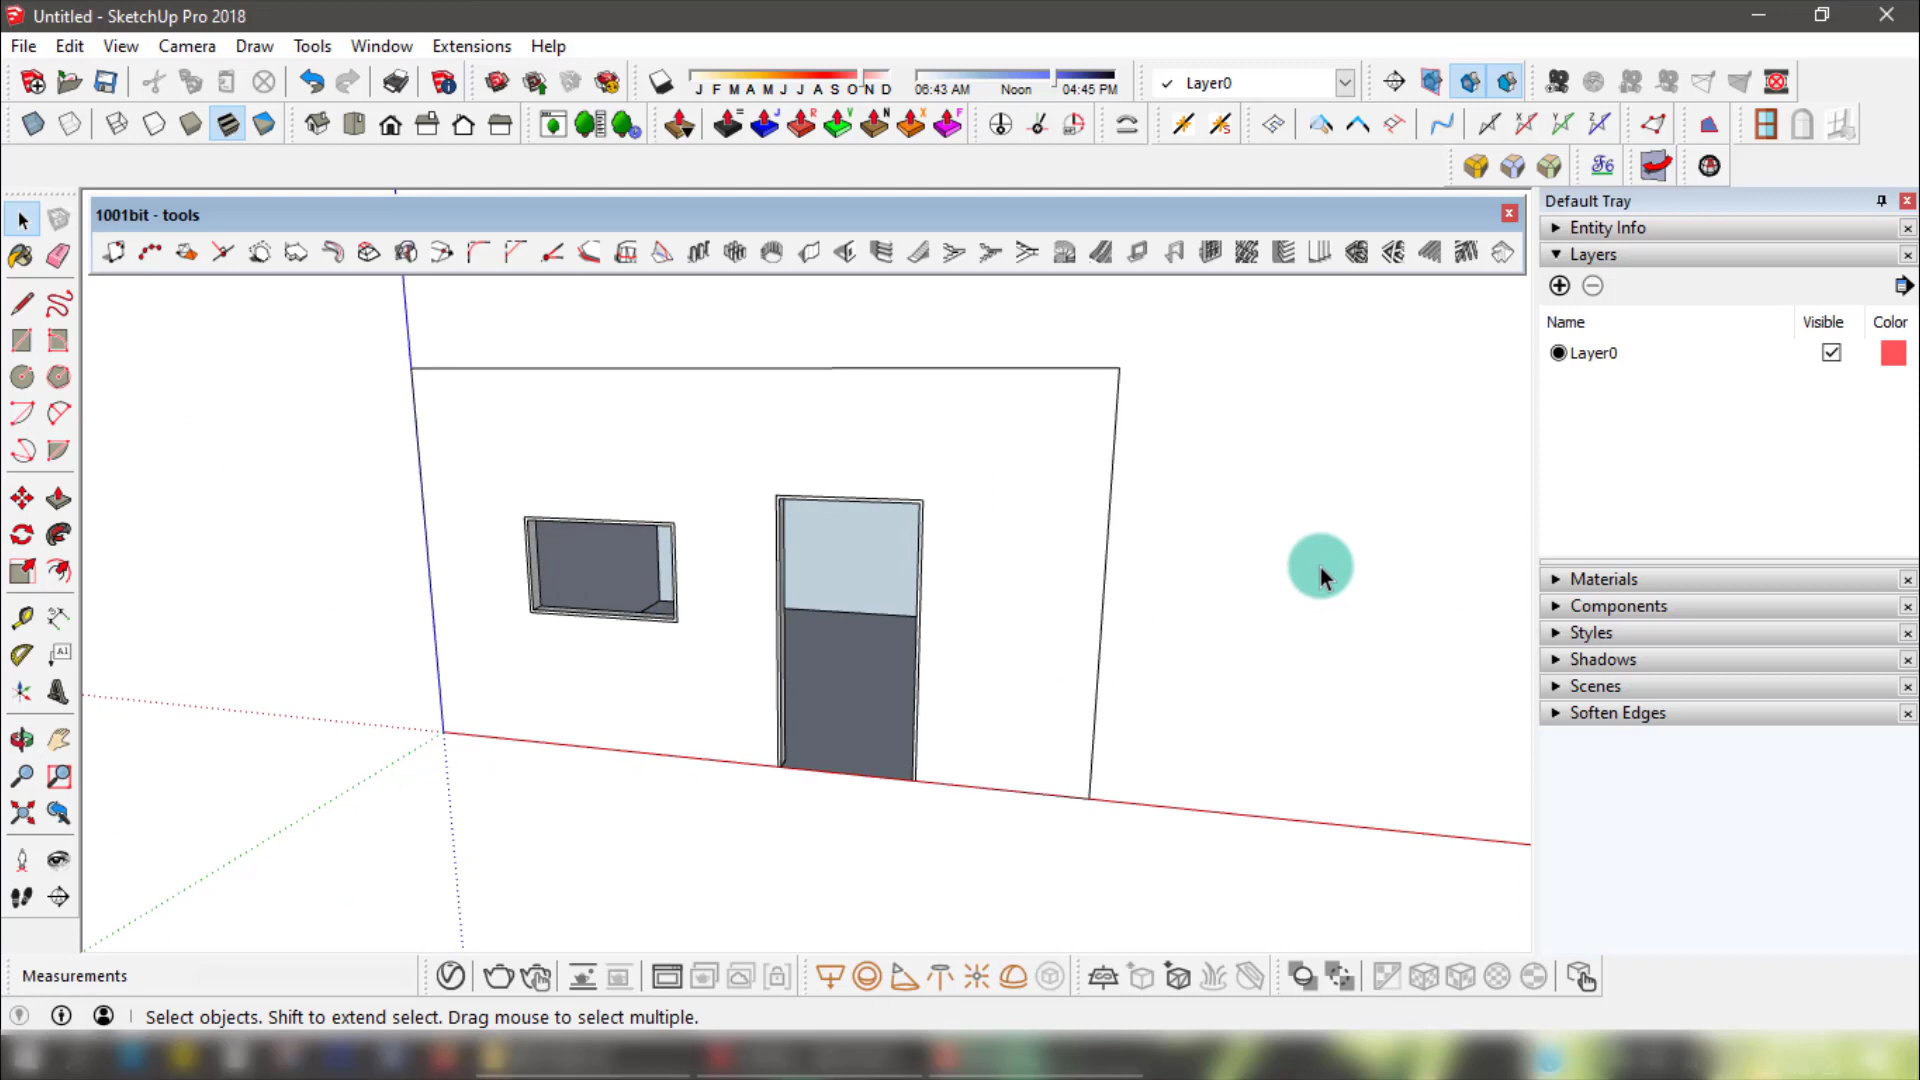 Untitled - SketchUp Pro 2018
File Edit View Camera Draw Tools Window Extensions Help
J F M A M J J A S O N D 06:43 AM Noon 04:45 PM Layer0
1001bit - tools
Default Tray
Entity Info
Layers
Name Visible Color
Layer0
Materials
Components
Styles
Shadows
Scenes
Soften Edges
Measurements
Select objects. Shift to extend select. Drag mouse to select multiple.